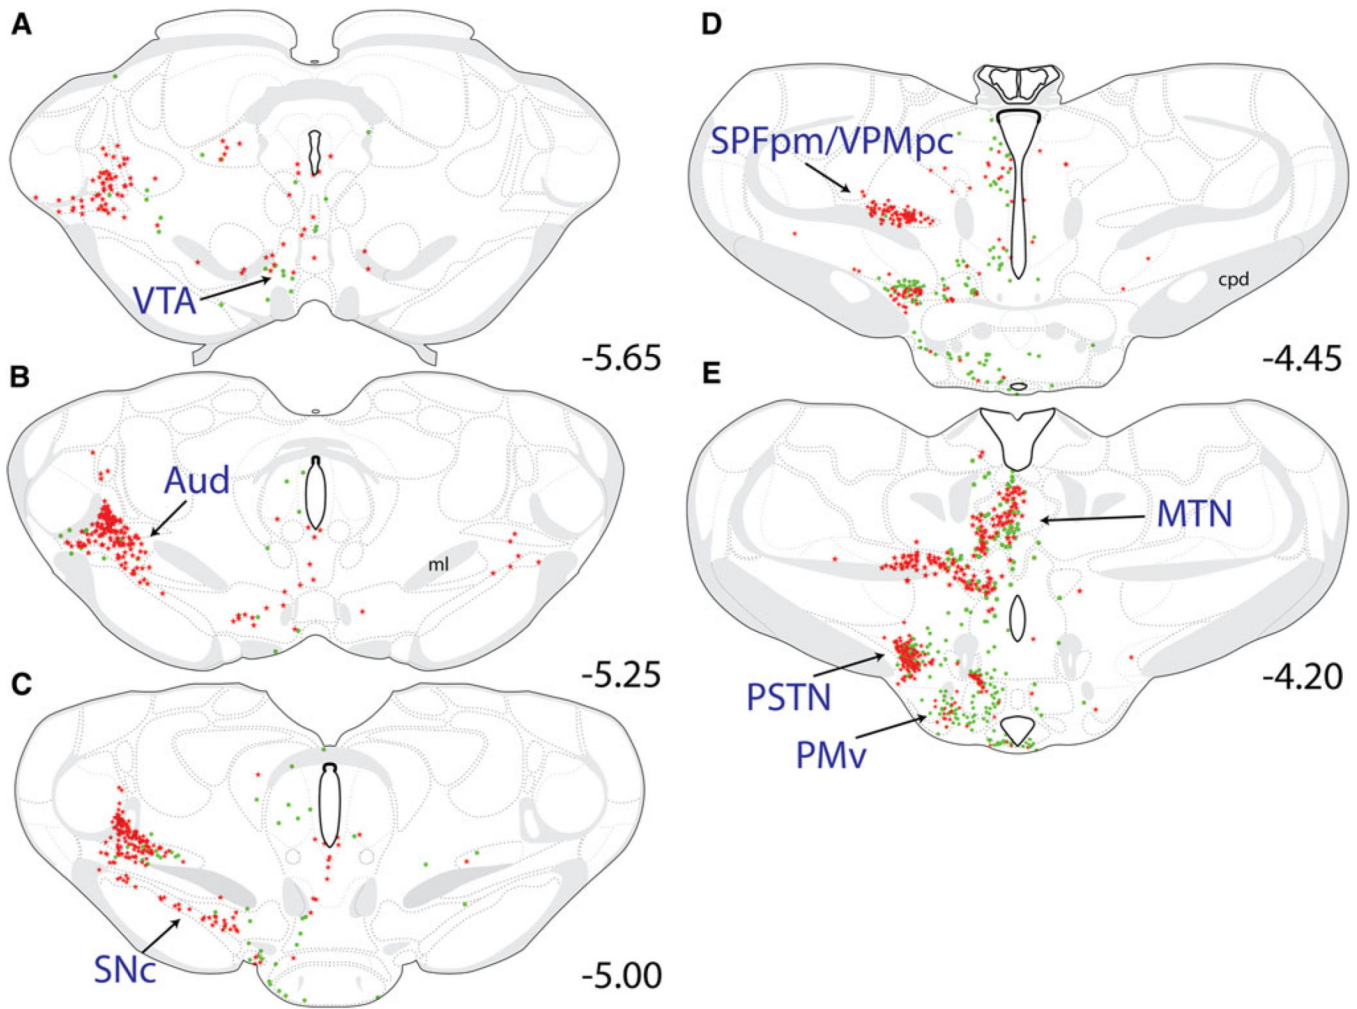 A
VTA
-5.65
B
Aud
ml
-5.25
C
SNc
-5.00
D
SPFpm/VPMpc
cpd
-4.45
E
MTN
PSTN
-4.20
PMv